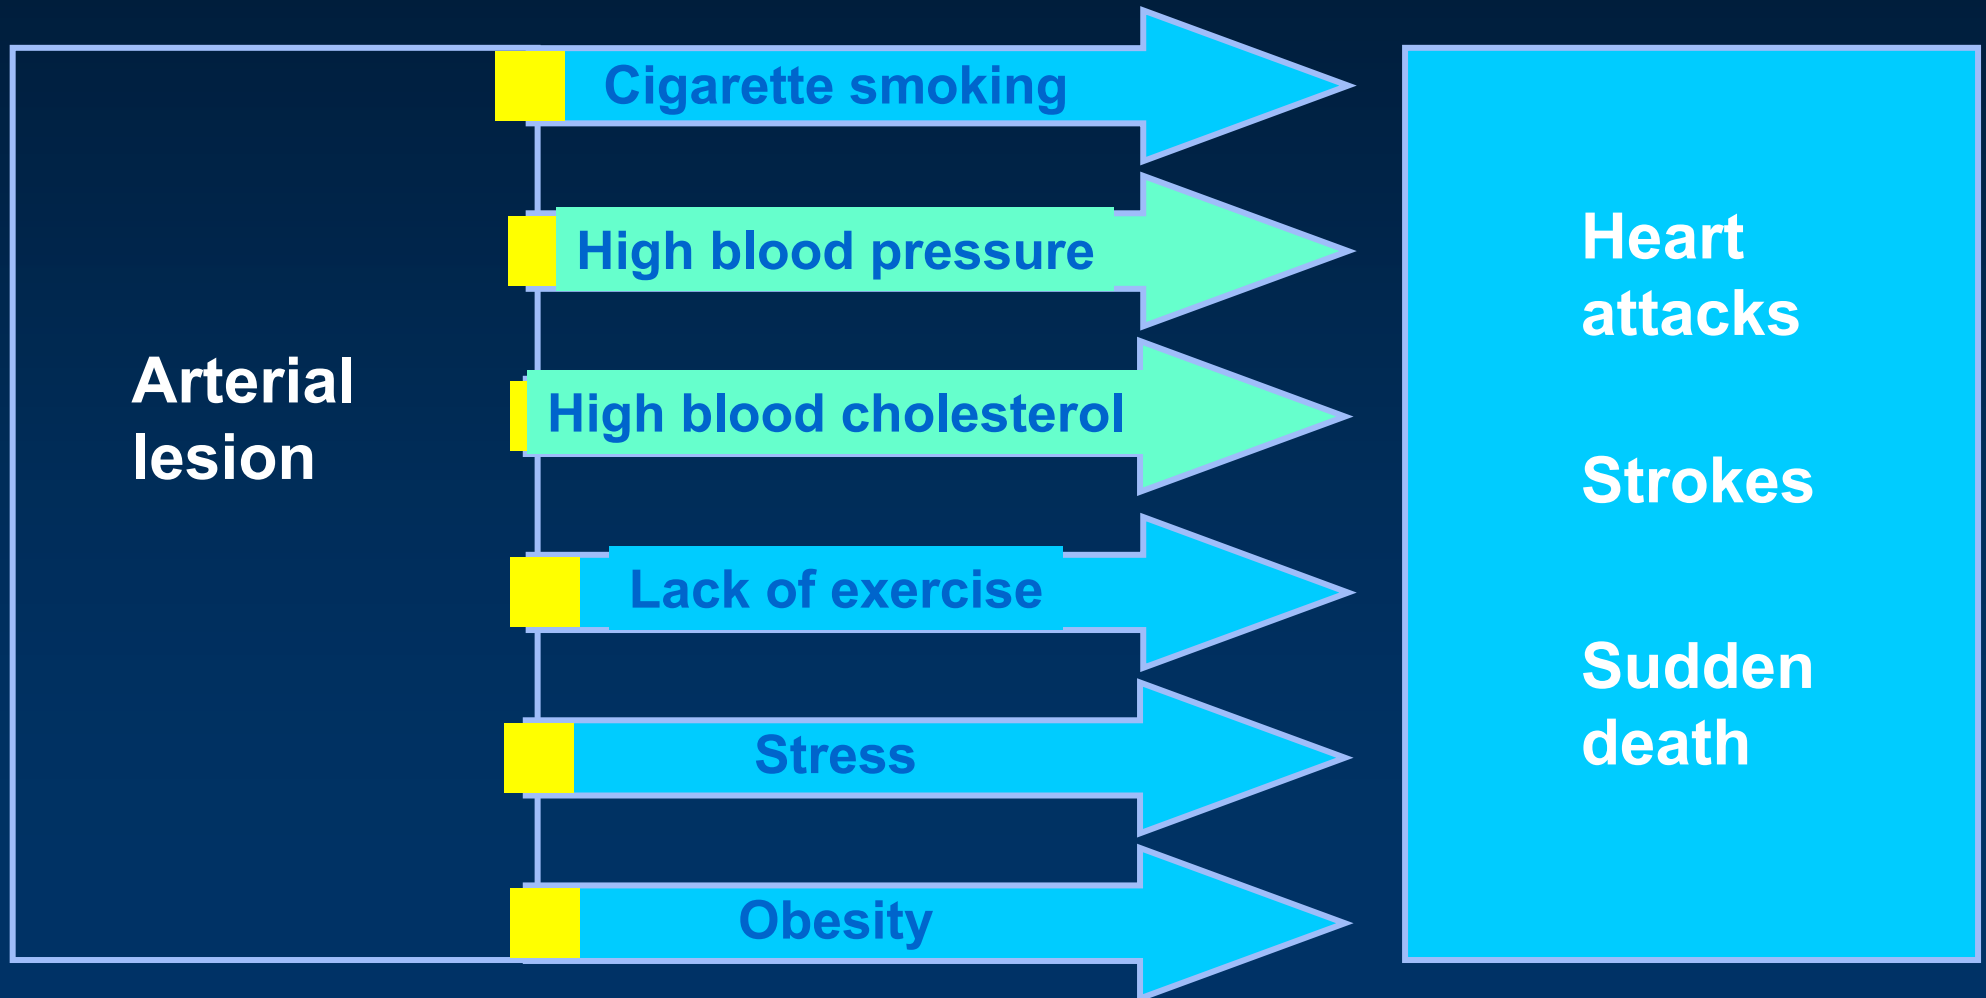 Arterial
lesion
Cigarette smoking
High blood pressure
High blood cholesterol
Lack of exercise
Stress
Obesity
Heart
attacks
Strokes
Sudden
death